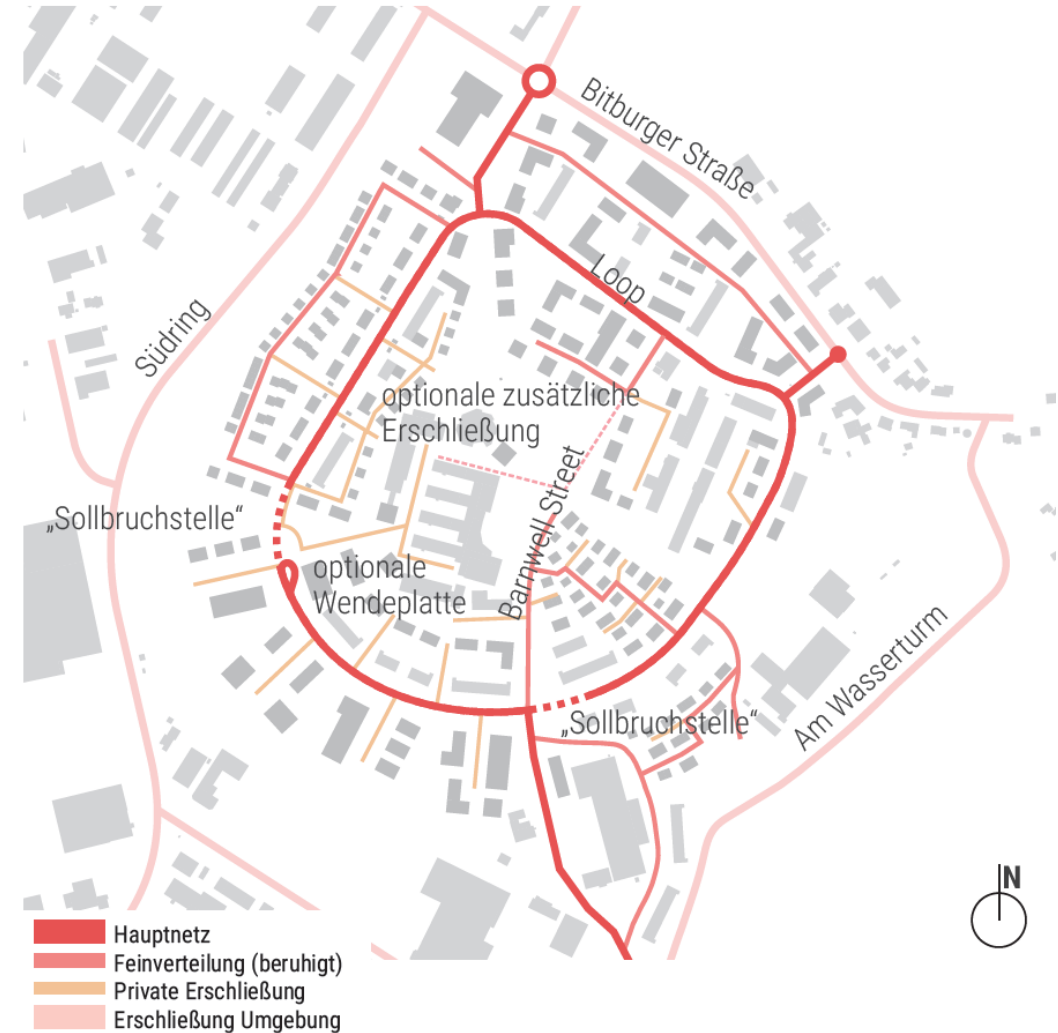 Bitburger Straße
Loop
Südring
optionale zusätzliche
Erschließung
„Sollbruchstelle“
Barnwell Street
optionale
Wendeplatte
„Sollbruchstelle“
Am Wasserturm
N
Hauptnetz
Feinverteilung (beruhigt)
Private Erschließung
Erschließung Umgebung